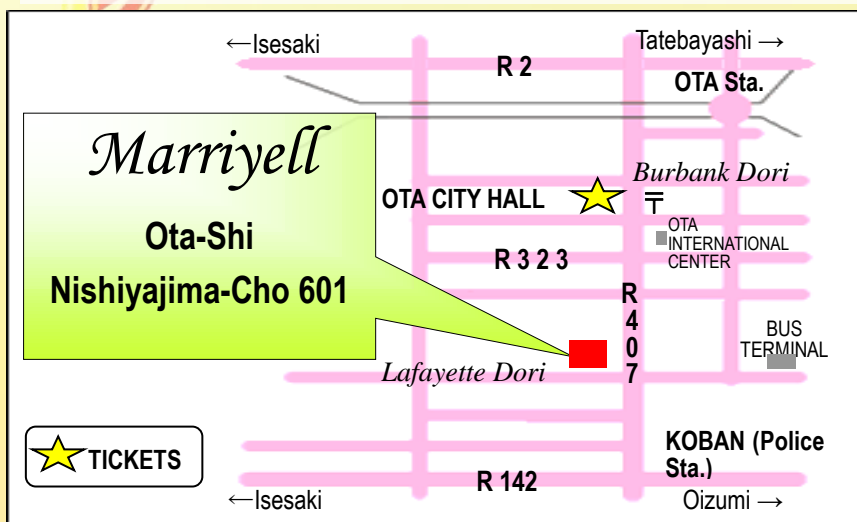 ←Isesaki
Tatebayashi →
R 2
OTA Sta.
Marriyell
Ota-Shi
Nishiyajima-Cho 601
Burbank Dori
OTA CITY HALL
〒
OTA
INTERNATIONAL
CENTER
R 3 2 3
R
4
0
7
BUS
TERMINAL
Lafayette Dori
TICKETS
KOBAN (Police
Sta.)
R 142
←Isesaki
Oizumi →